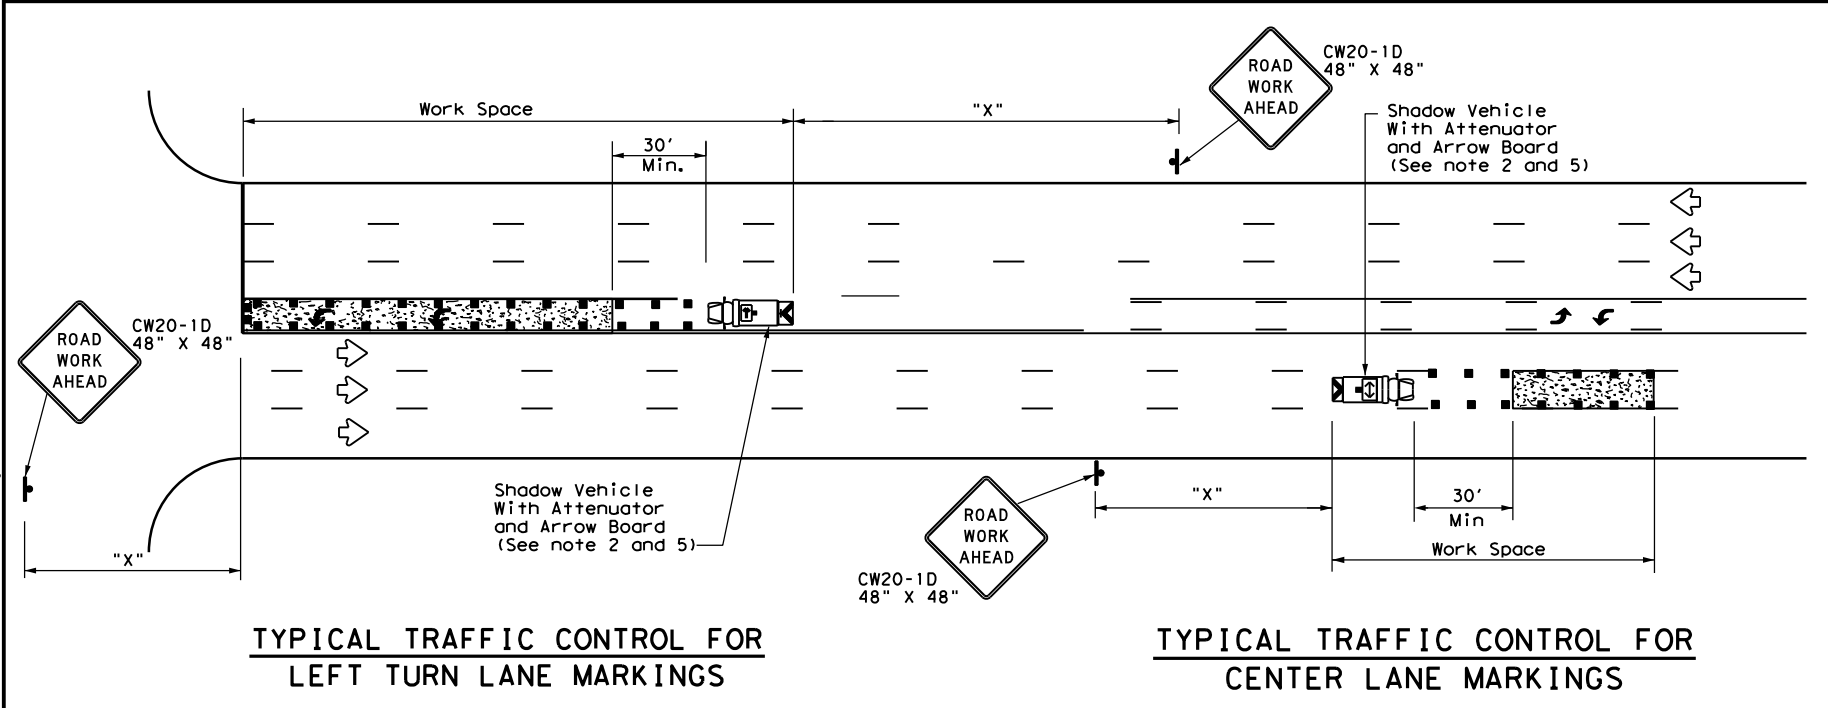 ROAD
WORK
AHEAD
CW20-1D
48" X 48"
Work Space
"X"
30'
Min.
Shadow Vehicle
With Attenuator
and Arrow Board
(See note 2 and 5)
ROAD
WORK
AHEAD
CW20-1D
48" X 48"
Shadow Vehicle
With Attenuator
and Arrow Board
(See note 2 and 5)
"X"
ROAD
WORK
AHEAD
CW20-1D
48" X 48"
"X"
30'
Min
Work Space
TYPICAL TRAFFIC CONTROL FOR
LEFT TURN LANE MARKINGS
TYPICAL TRAFFIC CONTROL FOR
CENTER LANE MARKINGS